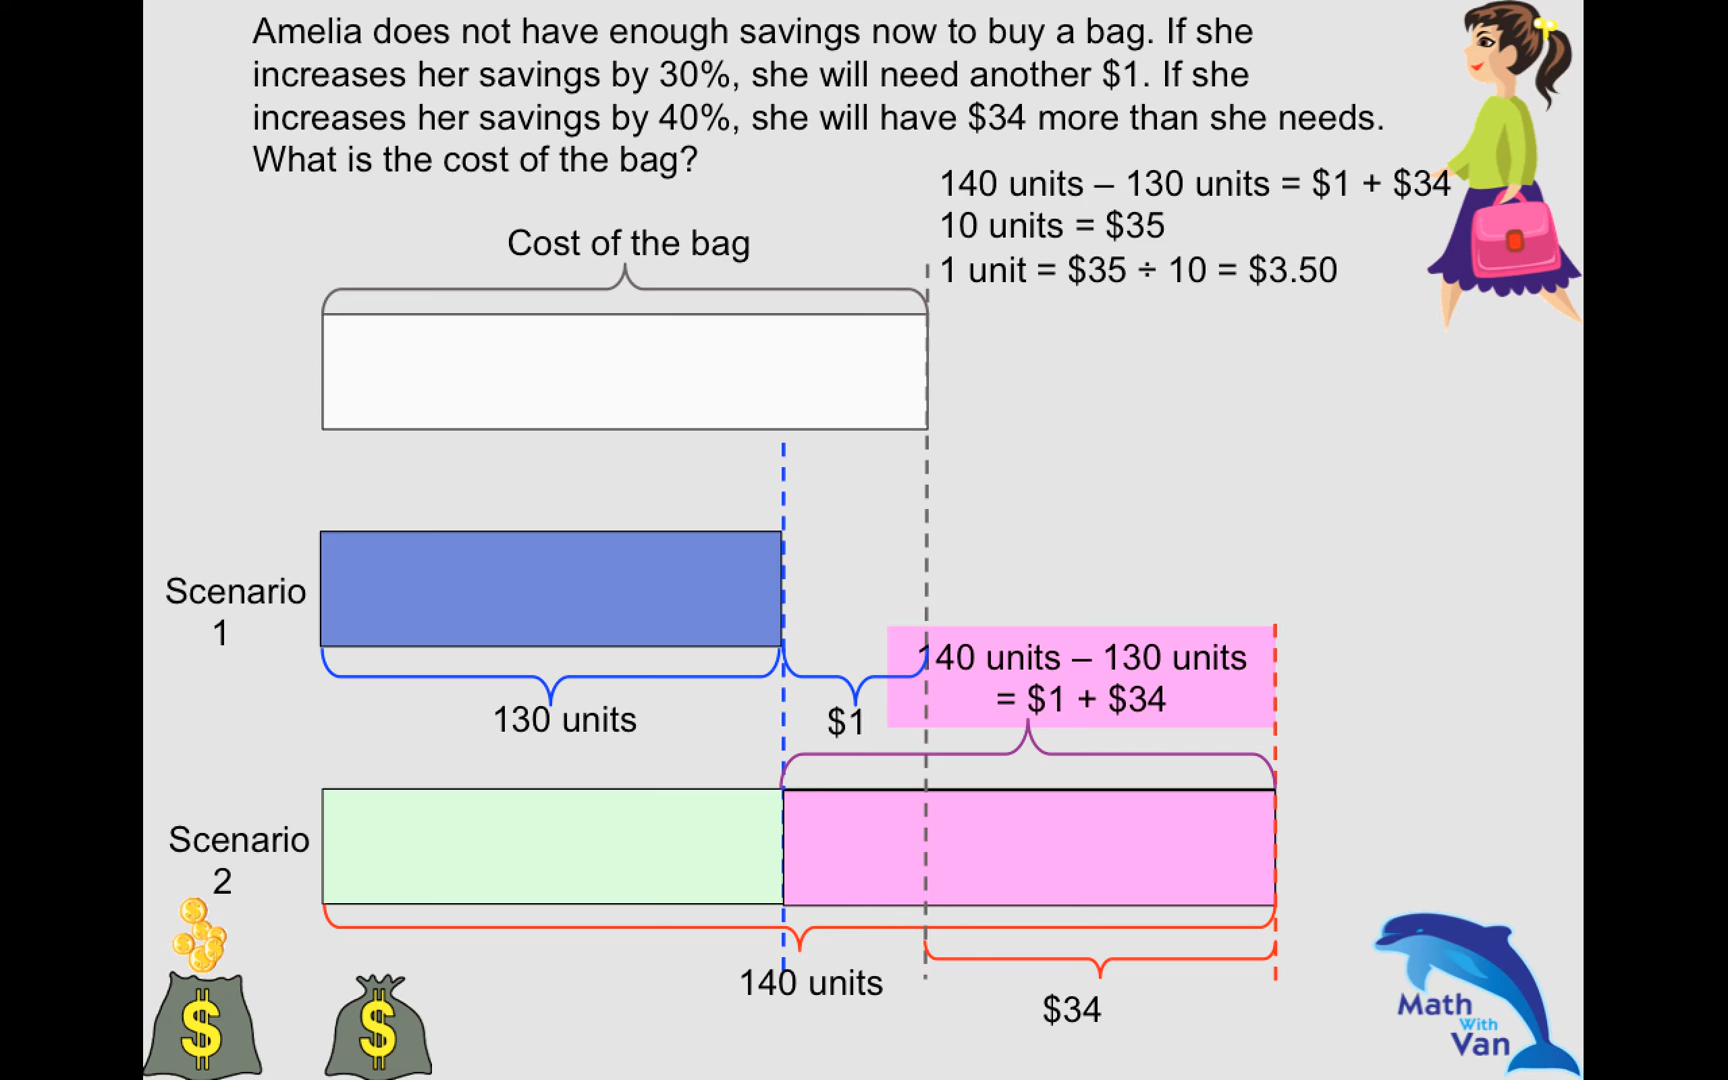 Amelia does not have enough savings now to buy a bag. If she
increases her savings by 30%, she will need another $1. If she
increases her savings by 40%, she will have $34 more than she needs.
What is the cost of the bag?
140 units – 130 units = $1 + $34
10 units = $35
1 unit = $35 ÷ 10 = $3.50
Cost of the bag
Scenario
1
130 units
$1
140 units – 130 units
= $1 + $34
Scenario
2
140 units
$34
$
$
Math
With
Van